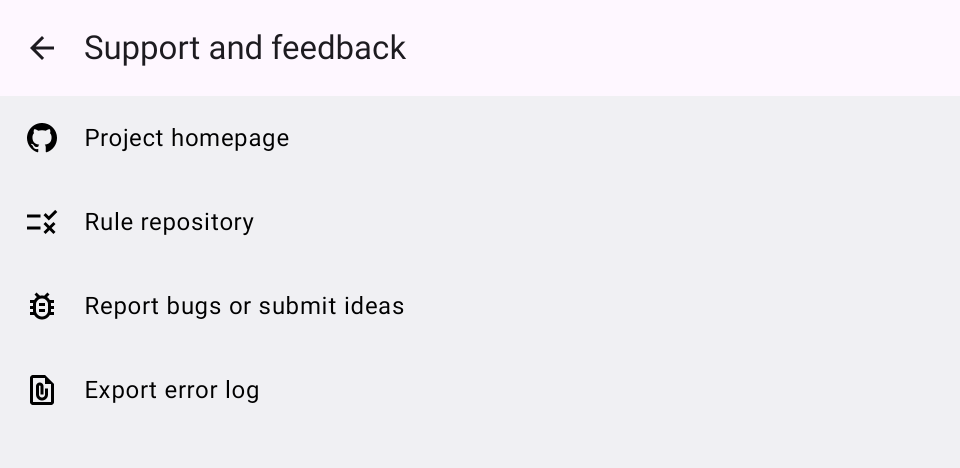 Support and feedback
Project homepage
Rule repository
Report bugs or submit ideas
Export error log